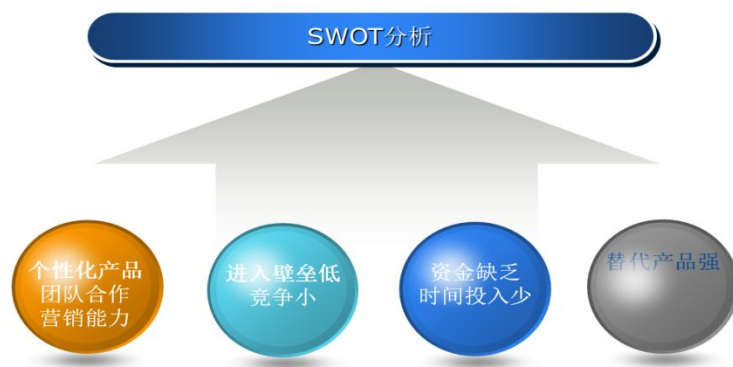 SWOT分析
个性化产品
团队合作
营销能力
进入壁垒低
竞争小
资金缺乏
时间投入少
替代产品强